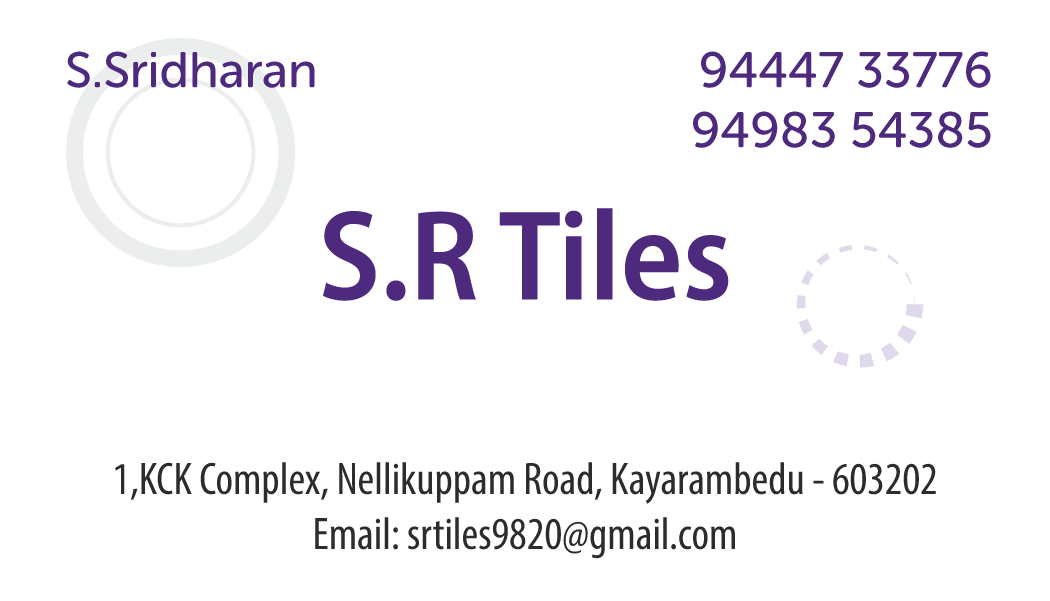 S.Sridharan
94447 33776
94983 54385
S.R Tiles
1,KCK Complex, Nellikuppam Road, Kayarambedu - 603202
Email: srtiles9820@gmail.com